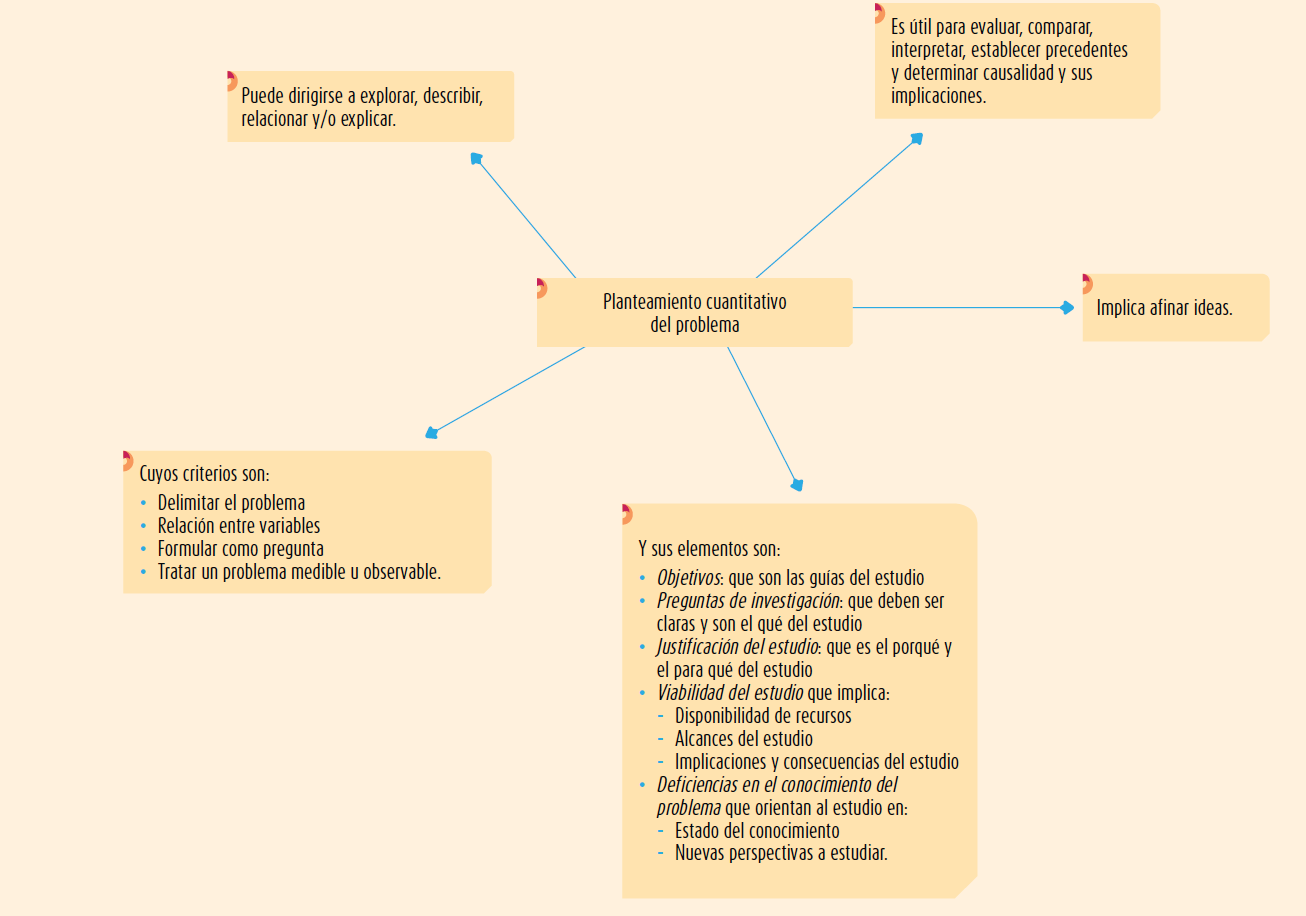 Es útil para evaluar, comparar,
interpretar, establecer precedentes
y determinar causalidad y sus
implicaciones.
Puede dirigirse a explorar, describir,
relacionar y/o explicar.
Planteamiento cuantitativo
del problema
Implica afinar ideas.
Cuyos criterios son:
• Delimitar el problema
• Relación entre variables
• Formular como pregunta
• Tratar un problema medible u observable.
Y sus elementos son:
• Objetivos: que son las guías del estudio
• Preguntas de investigación: que deben ser
claras y son el qué del estudio
• Justificación del estudio: que es el porqué y
el para qué del estudio
• Viabilidad del estudio que implica:
- Disponibilidad de recursos
- Alcances del estudio
- Implicaciones y consecuencias del estudio
• Deficiencias en el conocimiento del
problema que orientan al estudio en:
- Estado del conocimiento
- Nuevas perspectivas a estudiar.